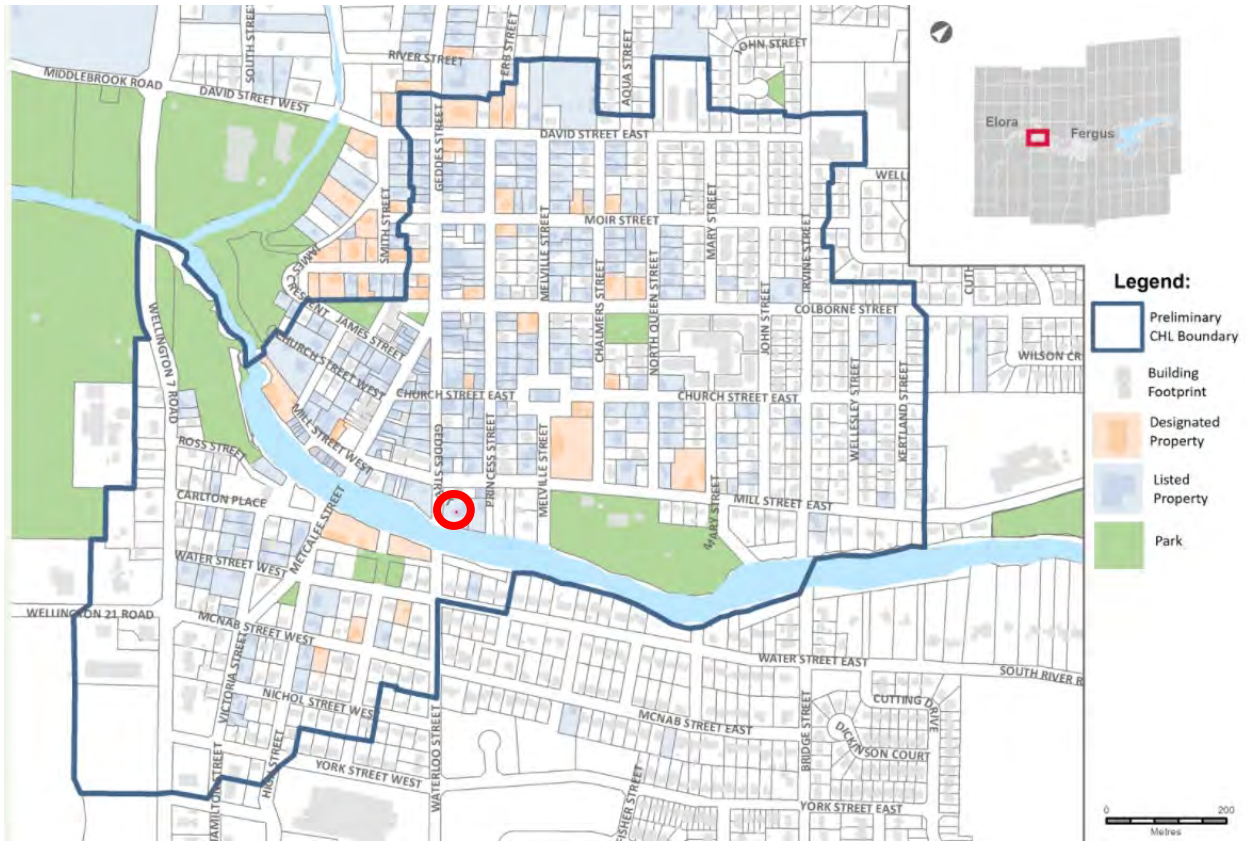 SOUTH STREET
RIVER STREET
ERB STREET
AQUA STREET
JOHN STREET
MIDDLEBROOK ROAD
DAVID STREET WEST
GEDDES STREET
DAVID STREET EAST
Elora
Fergus
SMITH STREET
MELVILLE STREET
MOIR STREET
MARY STREET
IRVINE STREET
WELL
JAMES C
RESCENT
JAMES STREET
CHALMERS STREET
NORTH QUEEN STREET
JOHN STREET
COLBORNE STREET
CUTH
CUTH
WILSON CR
WELLINGTON 7 ROAD
CHURCH STREET WEST
CHURCH STREET EAST
CHURCH STREET EAST
WELLESLEY STREET
KERTLAND STREET
MILL STREET WEST
GEDDES STR
PRINCESS STREET
MELVILLE STREET
ROSS STREET
CARLTON PLACE
METCALFE STREET
MARY STREET
MILL STREET EAST
WATER STREET WEST
WELLINGTON 21 ROAD
MCNAB STREET WEST
WATER STREET EAST
SOUTH RIVER R
VICTORIA STREET
NICHOL STREET WEST
MCNAB STREET EAST
CUTTING DRIVE
DICKINSON COURT
BRIDGE STREET
WATERLOO STREET
YORK STREET WEST
YORK STREET EAST
HAMILTON STREET
HIGH STREET
FISHER STREET
Legend:
Preliminary
CHL Boundary
Building
Footprint
Designated
Property
Listed
Property
Park
0 200
Metres